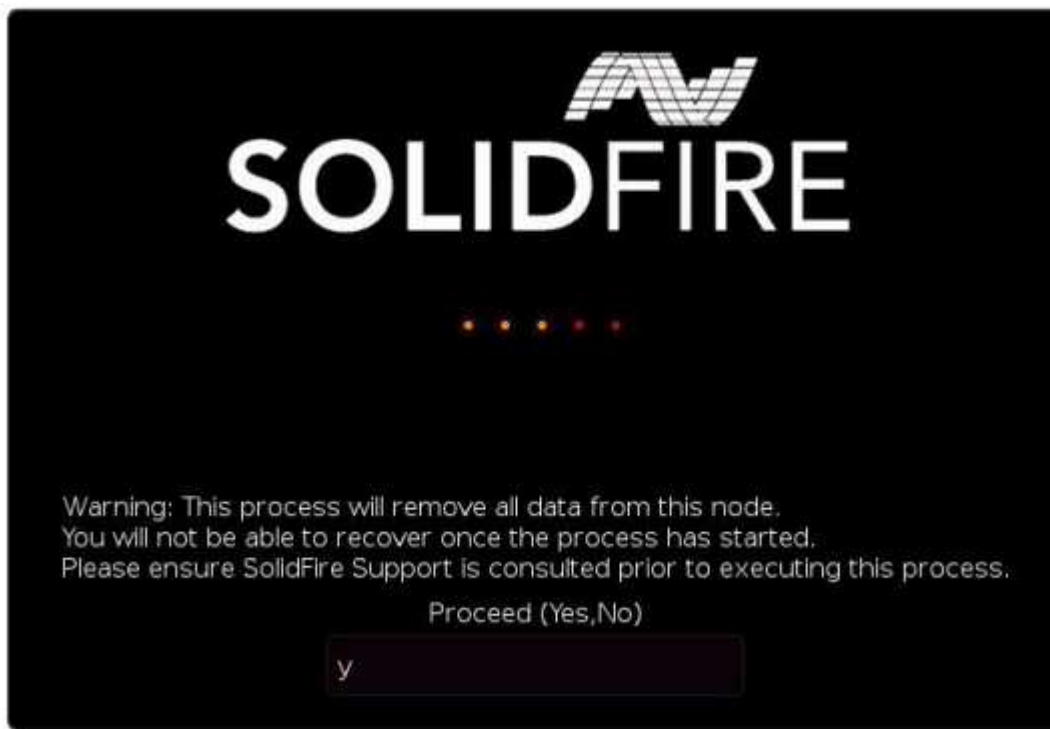 SOLIDFIRE
Warning: This process will remove all data from this node.
You will not be able to recover once the process has started.
Please ensure SolidFire Support is consulted prior to executing this process.
Proceed (Yes,No)
y